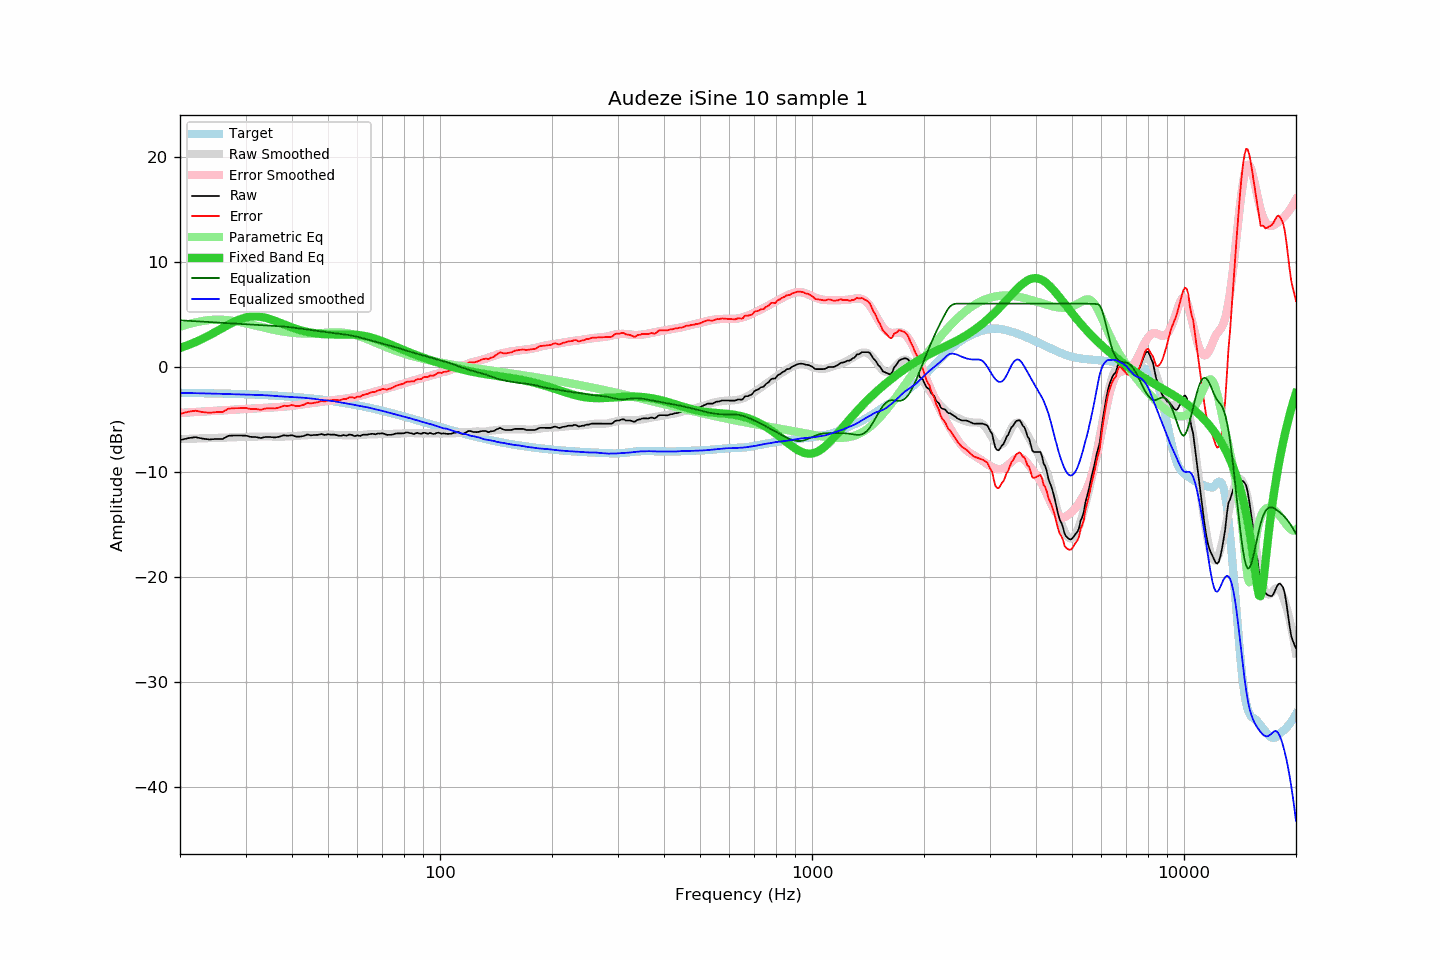 Audeze iSine 10 sample 1
Target
Raw Smoothed
Error Smoothed
Raw
Error
Parametric Eq
Fixed Band Eq
Equalization
Equalized smoothed
20
10
0
−10
−20
−30
−40
Amplitude (dBr)
100
1000
10000
Frequency (Hz)